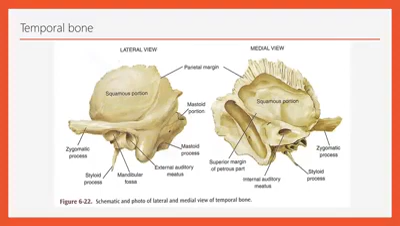 Temporal bone
LATERAL VIEW
MEDIAL VIEW
Parietal margin
Squamous portion
Squamous portion
Mastoid
portion
Zygomatic
process
Styloid
process
Mandibular
fossa
External auditory
meatus
Mastoid
process
Superior margin
of petrous part
Internal auditory
meatus
Styloid
process
Zygomatic
process
Figure 6-22. Schematic and photo of lateral and medial view of temporal bone.